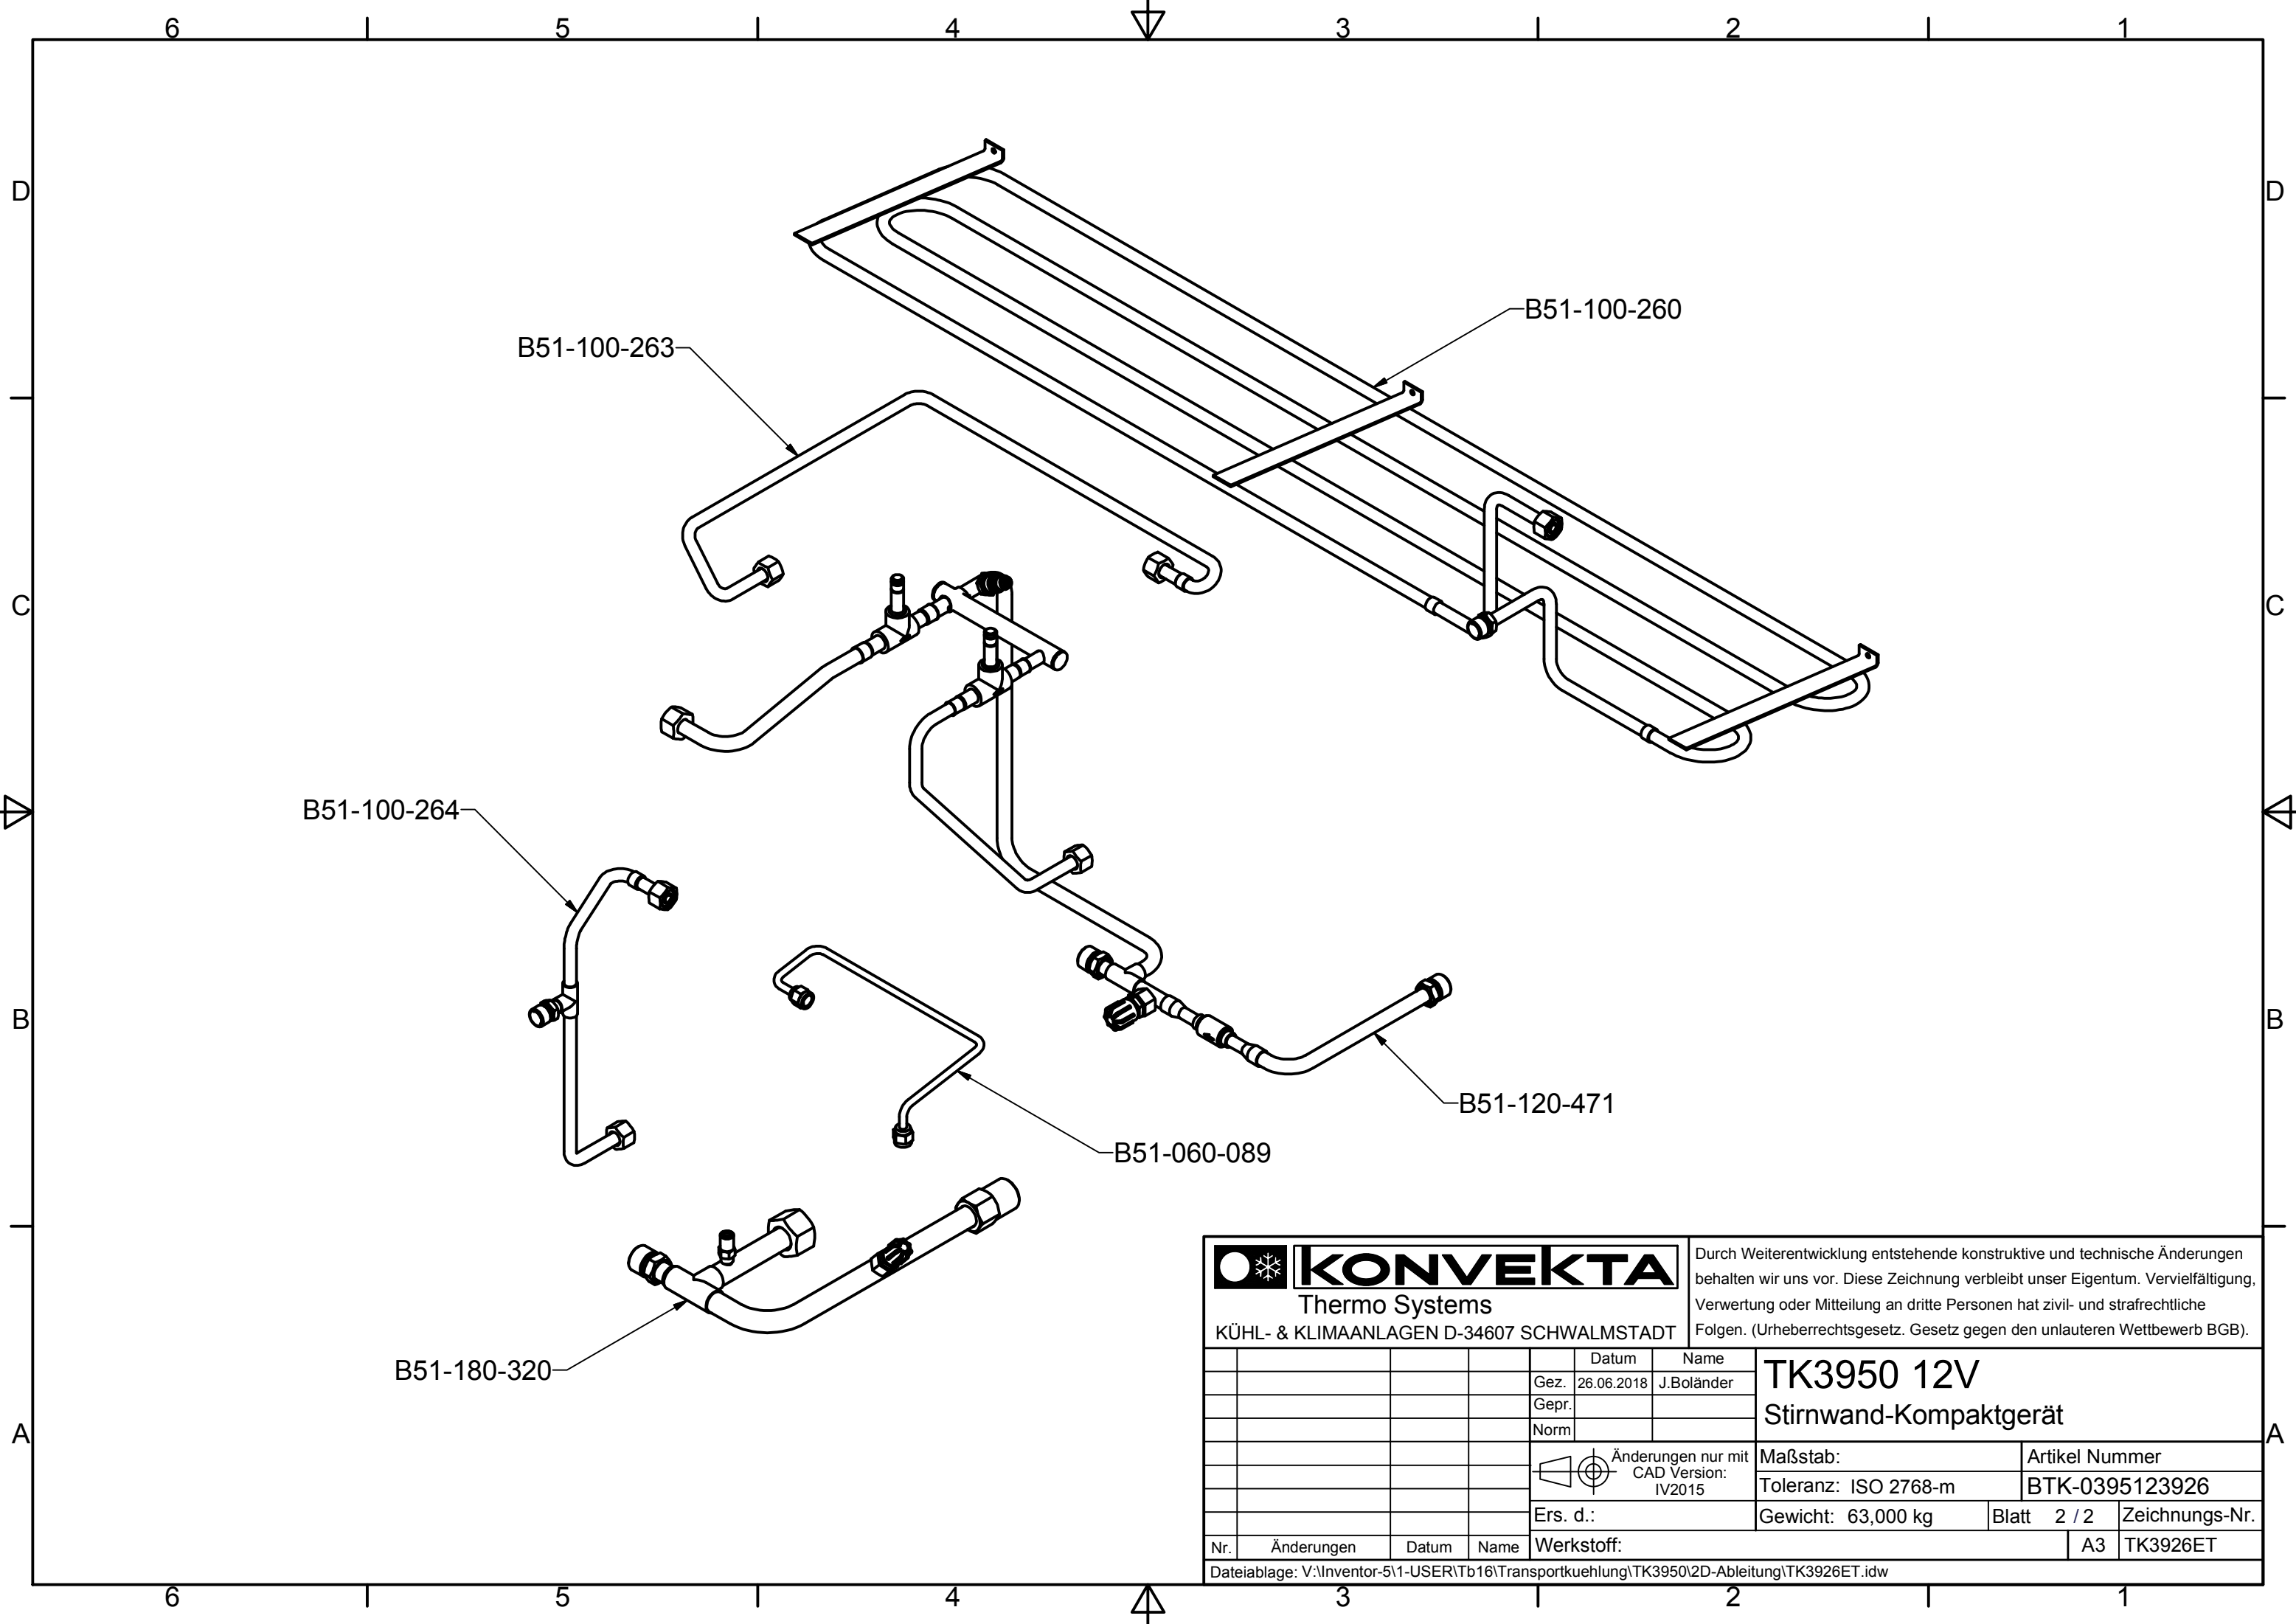 6 5 4 3 2 1
D D
B51-100-260
B51-100-263
C C
B51-100-264
B B
B51-120-471
B51-060-089
B51-180-320
KONVEKTA
Thermo Systems
KÜHL- & KLIMAANLAGEN D-34607 SCHWALMSTADT
Durch Weiterentwicklung entstehende konstruktive und technische Änderungen
behalten wir uns vor. Diese Zeichnung verbleibt unser Eigentum. Vervielfältigung,
Verwertung oder Mitteilung an dritte Personen hat zivil- und strafrechtliche
Folgen. (Urheberrechtsgesetz. Gesetz gegen den unlauteren Wettbewerb BGB).
Datum Name
Gez. 26.06.2018 J.Boländer
Gepr.
Norm
TK3950 12V
Stirnwand-Kompaktgerät
A A
Änderungen nur mit
CAD Version:
IV2015
Maßstab: Artikel Nummer
Toleranz: ISO 2768-m BTK-0395123926
Ers. d.: Gewicht: 63,000 kg Blatt 2 / 2 Zeichnungs-Nr.
Nr. Änderungen Datum Name Werkstoff: A3 TK3926ET
Dateiablage: V:\Inventor-5\1-USER\Tb16\Transportkuehlung\TK3950\2D-Ableitung\TK3926ET.idw
6 5 4 3 2 1